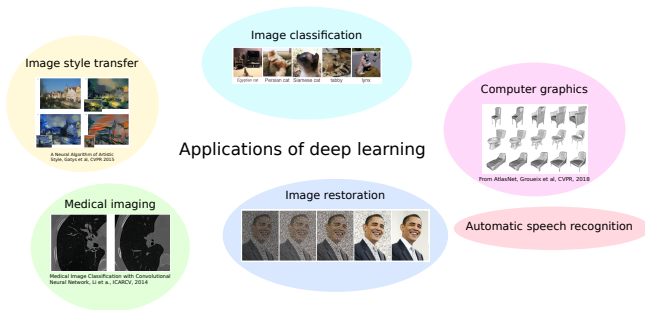 Image classification
Egyptian cat Persian cat Siamese cat tabby lynx
Image style transfer
A Neural Algorithm of Artistic
Style, Gatys et al, CVPR 2015
Computer graphics
From AtlasNet, Groueix et al, CVPR, 2018
Applications of deep learning
Image restoration
Medical imaging
Medical Image Classification with Convolutional
Neural Network, Li et a., ICARCV, 2014
Automatic speech recognition